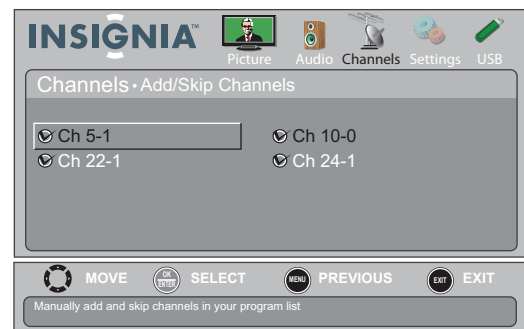 INSIGNIA™
Picture Audio Channels Settings USB
Channels • Add/Skip Channels
Ch 5-1 Ch 10-0
Ch 22-1 Ch 24-1
MOVE OK ENTER SELECT MENU PREVIOUS EXIT EXIT
Manually add and skip channels in your program list